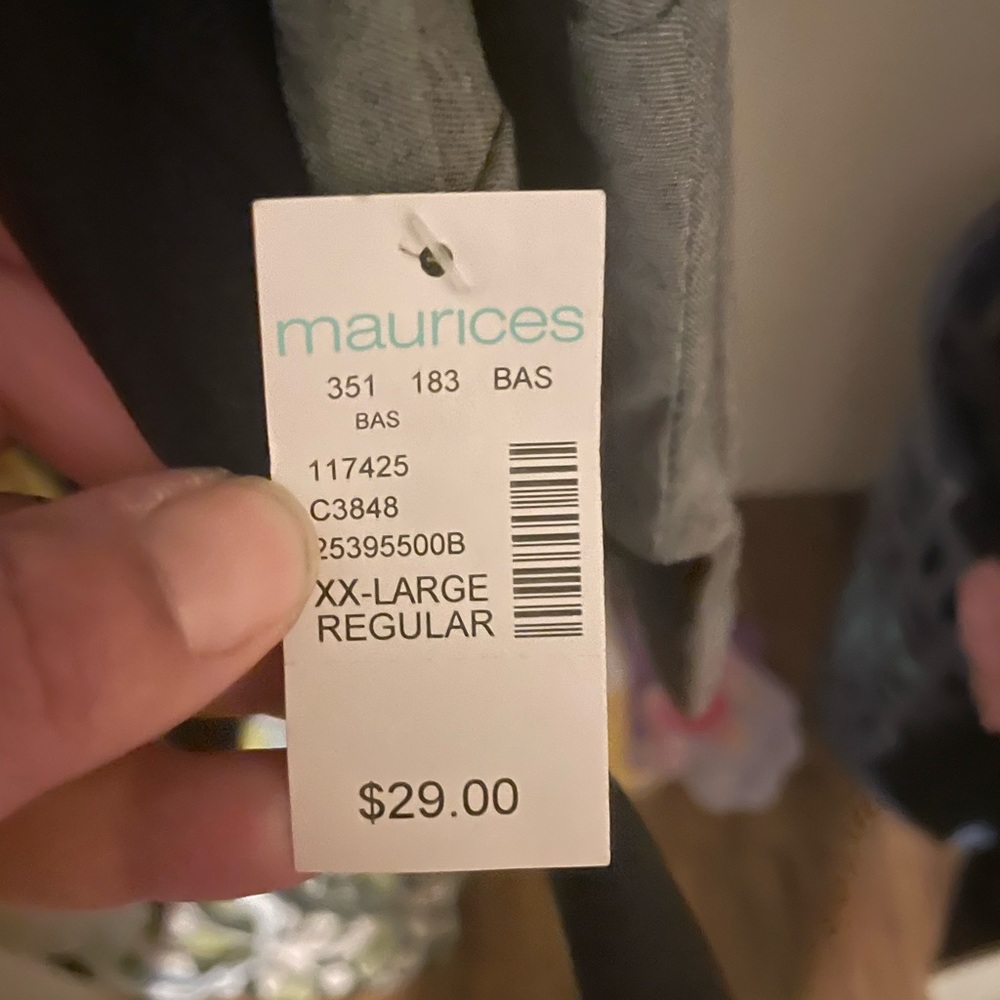 maurices
351 183 BAS
BAS
117425
C3848
25395500B
XX-LARGE
REGULAR
$29.00